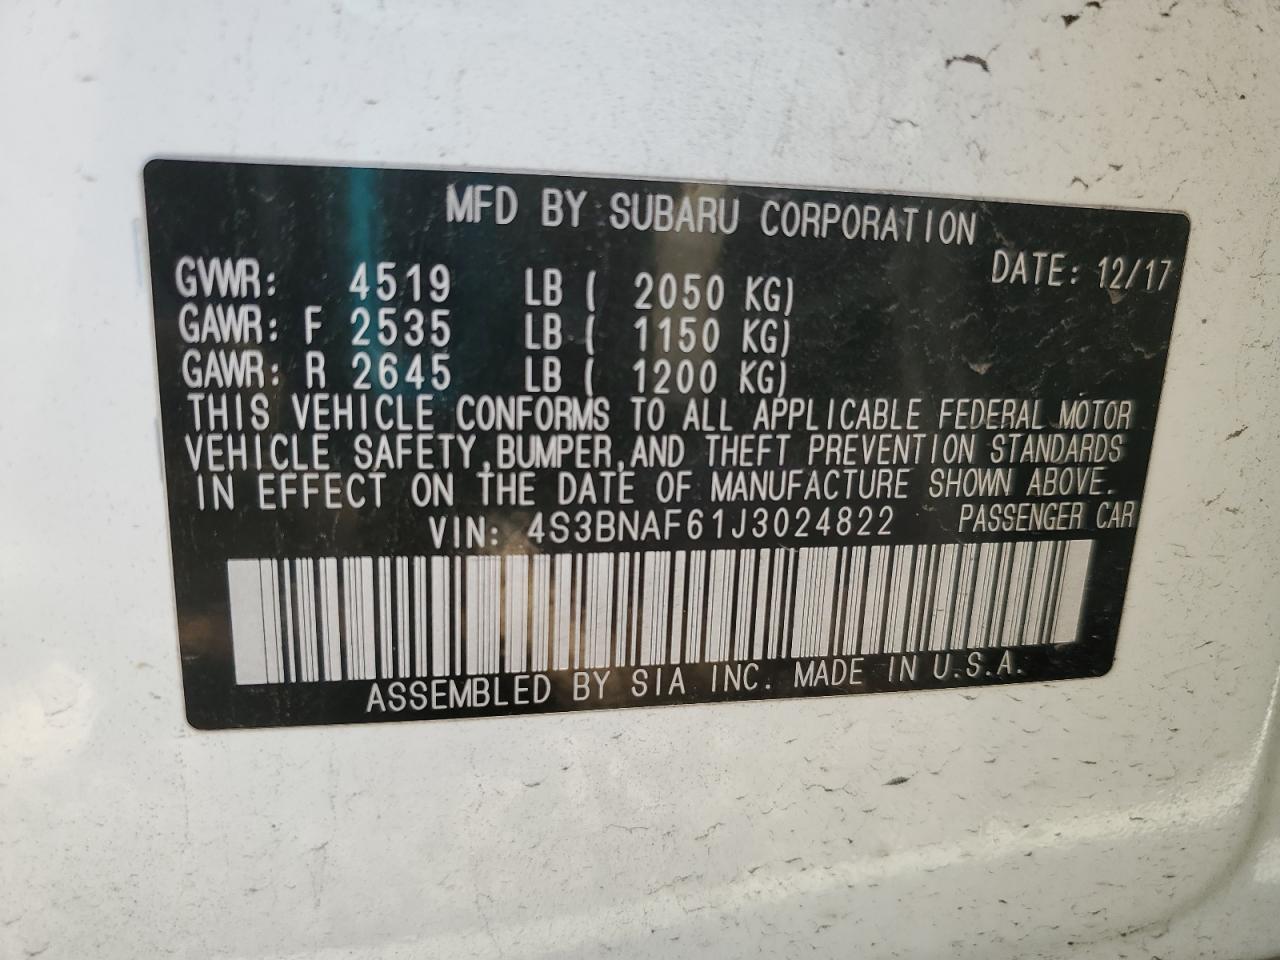 MFD BY SUBARU CORPORATION
DATE: 12/17
GVWR: 4519 LB ( 2050 KG)
GAWR: F 2535 LB ( 1150 KG)
GAWR: R 2645 LB ( 1200 KG)
THIS VEHICLE CONFORMS TO ALL APPLICABLE FEDERAL MOTOR
VEHICLE SAFETY, BUMPER, AND THEFT PREVENTION STANDARDS
IN EFFECT ON THE DATE OF MANUFACTURE SHOWN ABOVE.
VIN: 4S3BNAF61J3024822 PASSENGER CAR
ASSEMBLED BY SIA INC. MADE IN U.S.A.